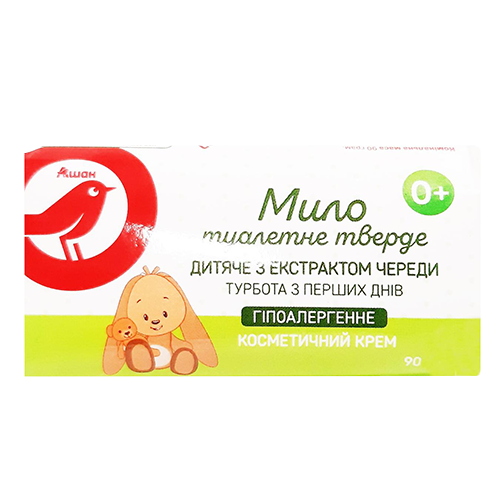 Ашан
0+
Мило
туалетне тверде
ДИТЯЧЕ З ЕКСТРАКТОМ ЧЕРЕДИ
ТУРБОТА З ПЕРШИХ ДНІВ
ГІПОАЛЕРГЕННЕ
КОСМЕТИЧНИЙ КРЕМ
90